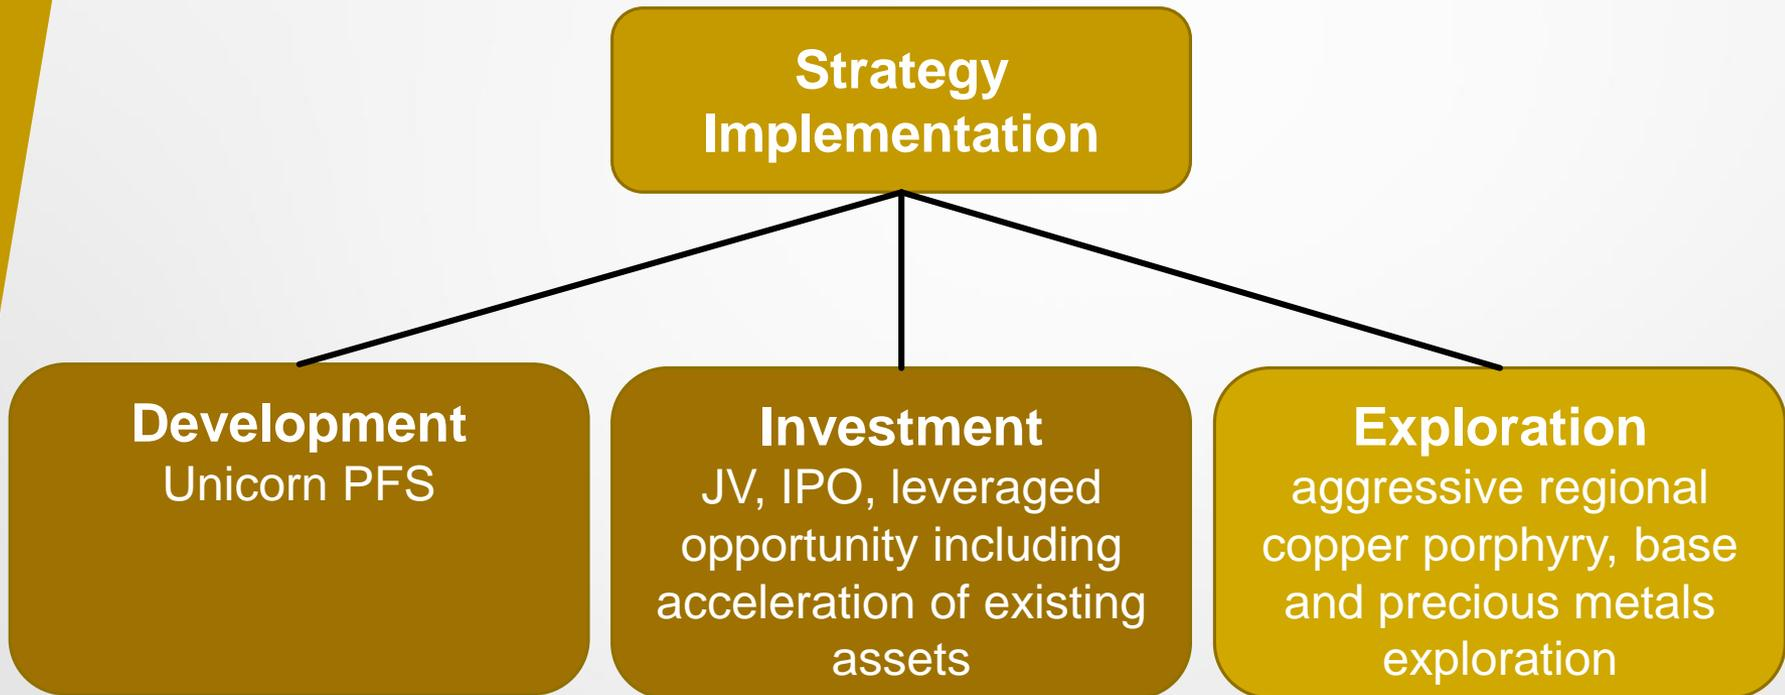 Strategy
Implementation
Development
Unicorn PFS
Investment
JV, IPO, leveraged
opportunity including
acceleration of existing
assets
Exploration
aggressive regional
copper porphyry, base
and precious metals
exploration